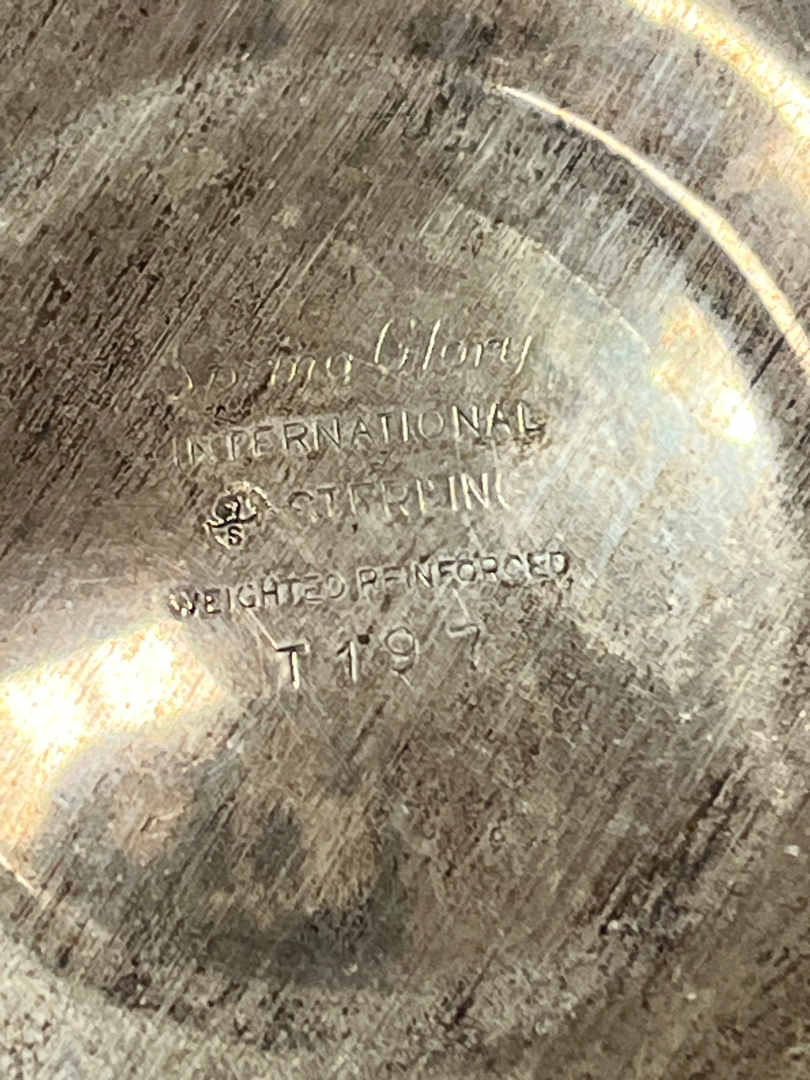 Spring Glory
INTERNATIONAL
S STERLING
WEIGHTED REINFORCED
T197